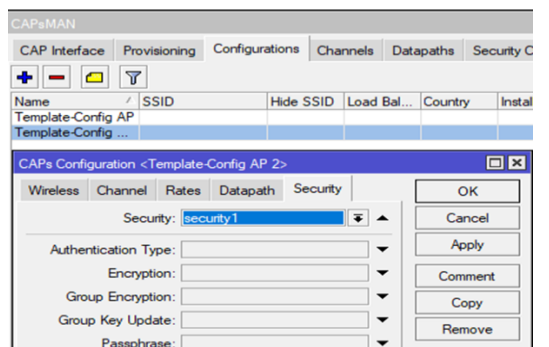 CAPsMAN
CAP Interface Provisioning Configurations Channels Datapaths Security C
Name / SSID Hide SSID Load Bal... Country Instal
Template-Config AP
Template-Config ...
CAPs Configuration <Template-Config AP 2>
Wireless Channel Rates Datapath Security
Security: security1
OK
Cancel
Authentication Type:
Apply
Encryption:
Comment
Group Encryption:
Copy
Group Key Update:
Remove
Passphrase: